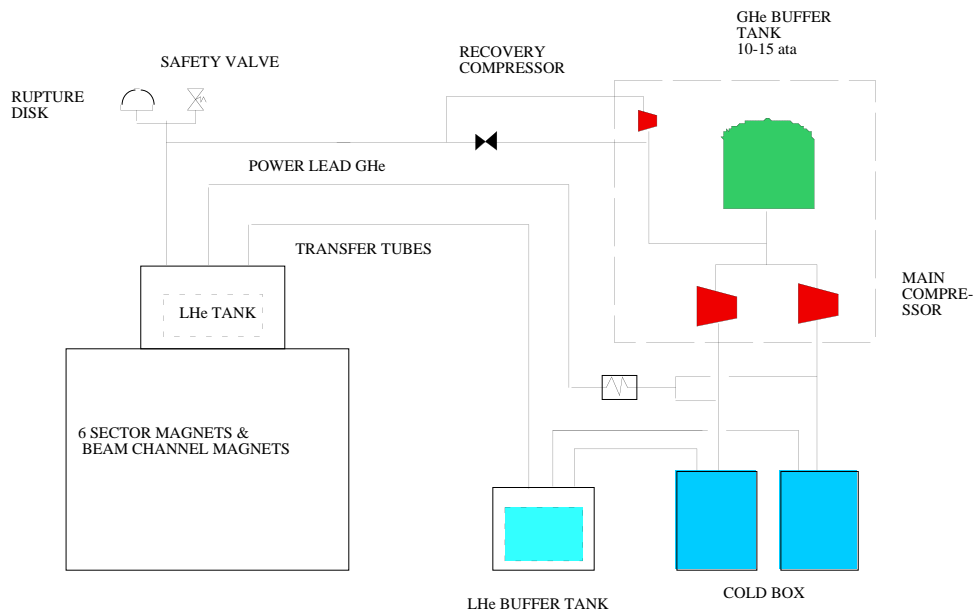 GHe BUFFER
TANK
10-15 ata
RECOVERY
COMPRESSOR
SAFETY VALVE
RUPTURE
DISK
POWER LEAD GHe
TRANSFER TUBES
MAIN
COMPRE-
SSOR
LHe TANK
6 SECTOR MAGNETS &
BEAM CHANNEL MAGNETS
COLD BOX
LHe BUFFER TANK